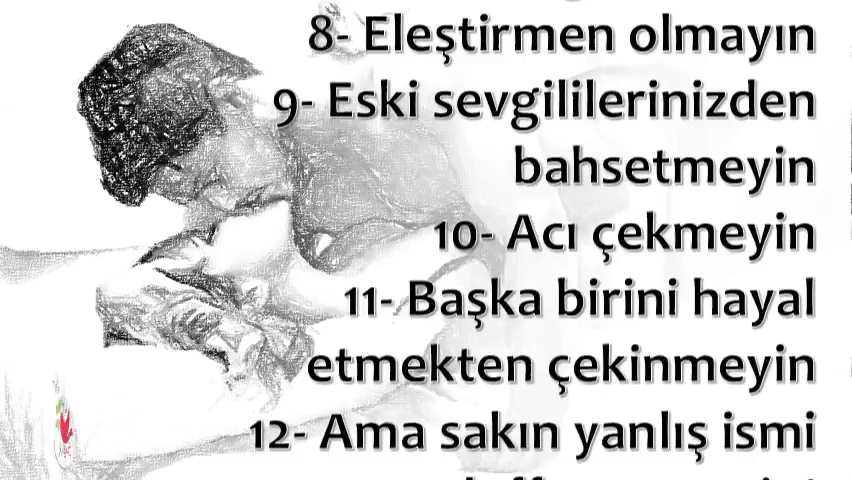 8- Eleştirmen olmayın
9- Eski sevgililerinizden
bahsetmeyin
10- Acı çekmeyin
11- Başka birini hayal
etmekten çekinmeyin
12- Ama sakın yanlış ismi